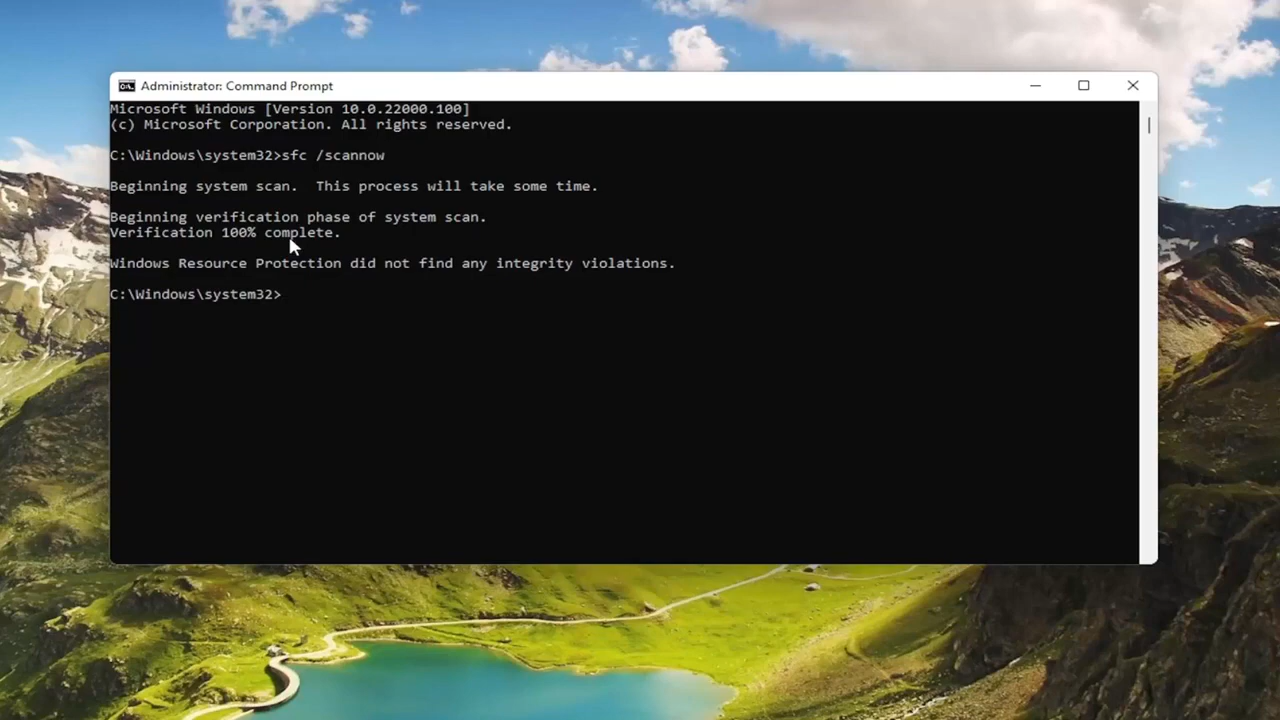 Administrator: Command Prompt
Microsoft Windows [Version 10.0.22000.100]
(c) Microsoft Corporation. All rights reserved.
C:\Windows\system32>sfc /scannow
Beginning system scan.  This process will take some time.
Beginning verification phase of system scan.
Verification 100% complete.
Windows Resource Protection did not find any integrity violations.
C:\Windows\system32>